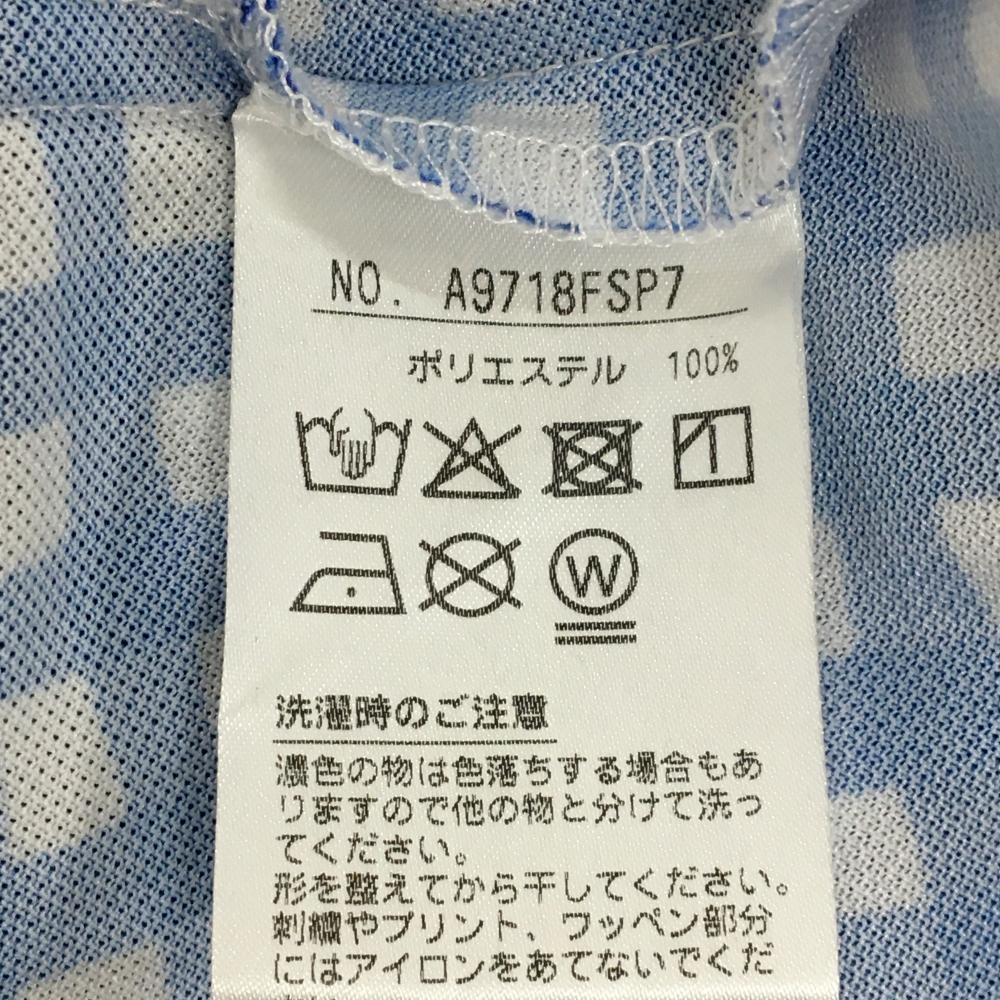 NO. A9718FSP7
ポリエステル 100%
W
洗濯時のご注意
濃色の物は色落ちする場合もあ
りますので他の物と分けて洗っ
てください。
形を整えてから干してください。
刺繍やプリント、ワッペン部分
にはアイロンをあてないでくだ